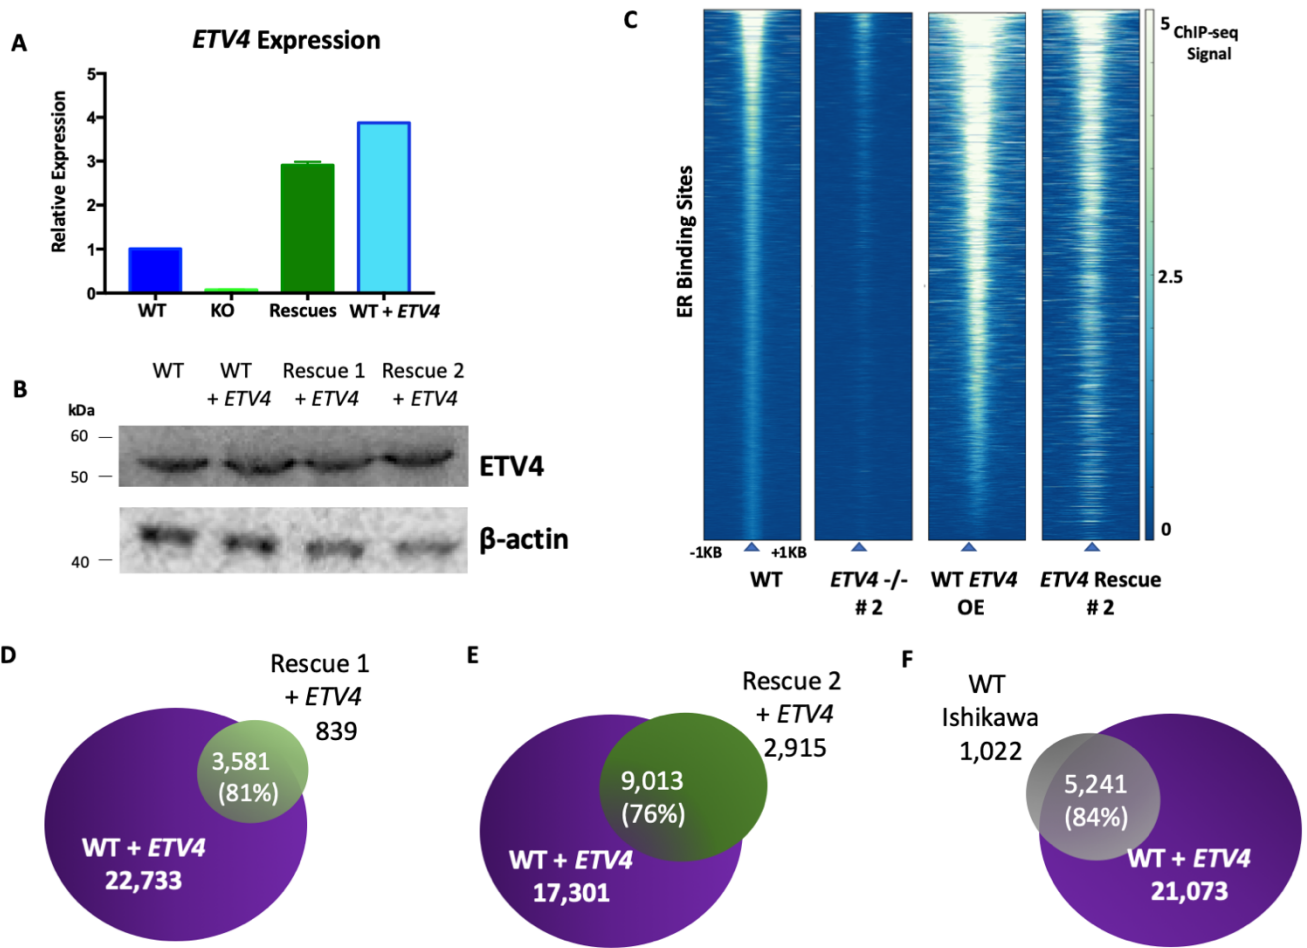 A
ETV4 Expression
Relative Expression
5
4
3
2
1
0
WT
KO
Rescues
WT + ETV4
B
WT
WT
+ ETV4
Rescue 1
+ ETV4
Rescue 2
+ ETV4
kDa
60
50
40
ETV4
β-actin
C
ER Binding Sites
5
ChIP-seq
Signal
2.5
0
-1KB
+1KB
WT
ETV4 -/-
# 2
WT ETV4
OE
ETV4 Rescue
# 2
D
Rescue 1
+ ETV4
839
3,581
(81%)
WT + ETV4
22,733
E
Rescue 2
+ ETV4
2,915
9,013
(76%)
WT + ETV4
17,301
F
WT
Ishikawa
1,022
5,241
(84%)
WT + ETV4
21,073